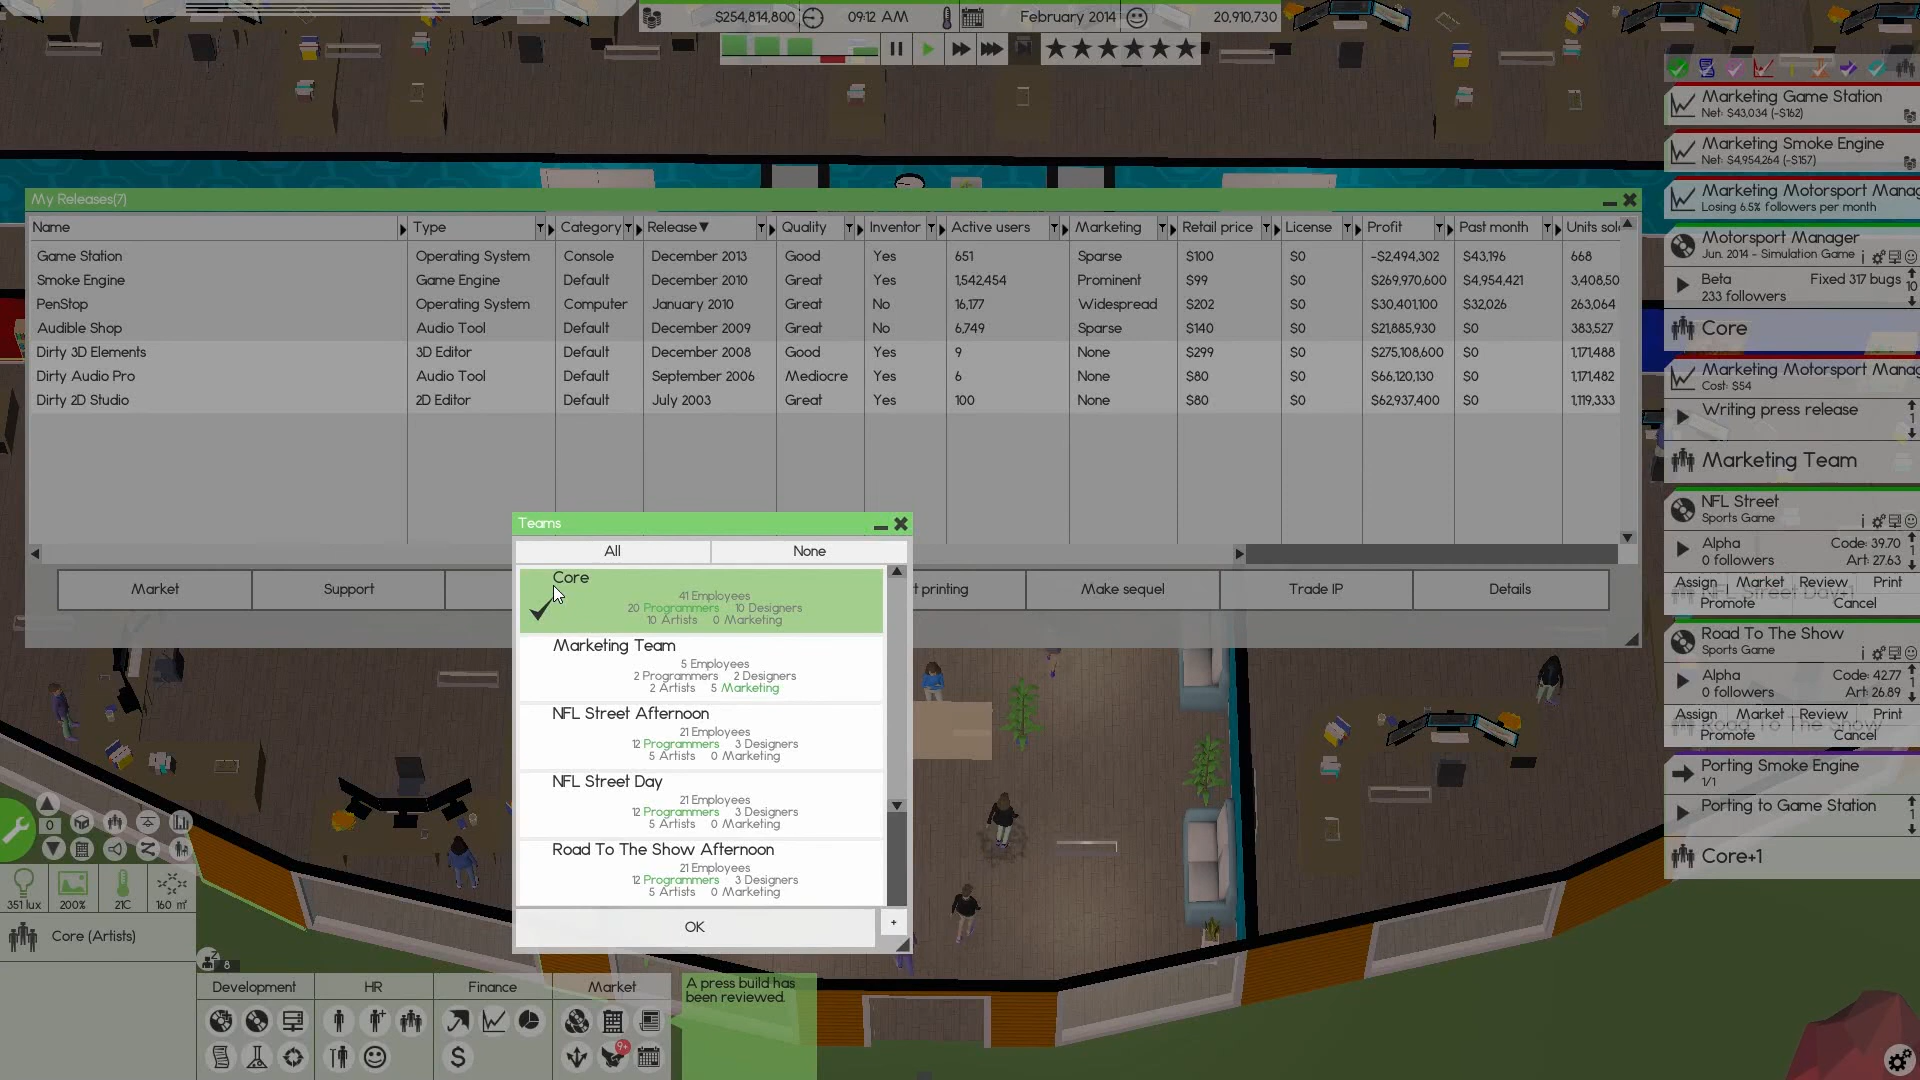 $254,814,800
09:12 AM
February 2014
20,910,730
Marketing Game Station
Net: $43,034 (-$162)
Marketing Smoke Engine
Net: $4,954,264 (-$157)
Marketing Motorsport Manag
Losing 6.5% followers per month
Motorsport Manager
Jun. 2014 - Simulation Game
Beta Fixed 317 bugs
233 followers 10
Core
Marketing Motorsport Manag
Cost: $54
Writing press release 1
Marketing Team
NFL Street
Sports Game
Alpha Code: 39.70 1
0 followers Art: 27.63
Assign Market Review Print
Promote Cancel
NFL Street Day+1
Road To The Show
Sports Game
Alpha Code: 42.77 1
0 followers Art: 26.89
Assign Market Review Print
Promote Cancel
Road To The Show
Porting Smoke Engine
1/1
Porting to Game Station 1
Core+1
My Releases(7)
Name Type Category Release Quality Inventor Active users Marketing Retail price License Profit Past month Units sol
Game Station Operating System Console December 2013 Good Yes 651 Sparse $100 $0 -$2,494,302 $43,196 668
Smoke Engine Game Engine Default December 2010 Great Yes 1,542,454 Prominent $99 $0 $269,970,600 $4,954,421 3,408,50
PenStop Operating System Computer January 2010 Great No 16,177 Widespread $202 $0 $30,401,100 $32,026 263,064
Audible Shop Audio Tool Default December 2009 Great No 6,749 Sparse $140 $0 $21,885,930 $0 383,527
Dirty 3D Elements 3D Editor Default December 2008 Good Yes 9 None $299 $0 $275,108,600 $0 1,171,488
Dirty Audio Pro Audio Tool Default September 2006 Mediocre Yes 6 None $80 $0 $66,120,130 $0 1,171,482
Dirty 2D Studio 2D Editor Default July 2003 Great Yes 100 None $80 $0 $62,937,400 $0 1,119,333
Market Support t printing Make sequel Trade IP Details
Teams
All None
Core
41 Employees
20 Programmers 10 Designers
10 Artists 0 Marketing
Marketing Team
5 Employees
2 Programmers 2 Designers
2 Artists 5 Marketing
NFL Street Afternoon
21 Employees
12 Programmers 3 Designers
5 Artists 0 Marketing
NFL Street Day
21 Employees
12 Programmers 3 Designers
5 Artists 0 Marketing
Road To The Show Afternoon
21 Employees
12 Programmers 3 Designers
5 Artists 0 Marketing
OK +
0
351 lux 200% 21C 160 m²
Core (Artists)
8
Development HR Finance Market
9+
A press build has
been reviewed.